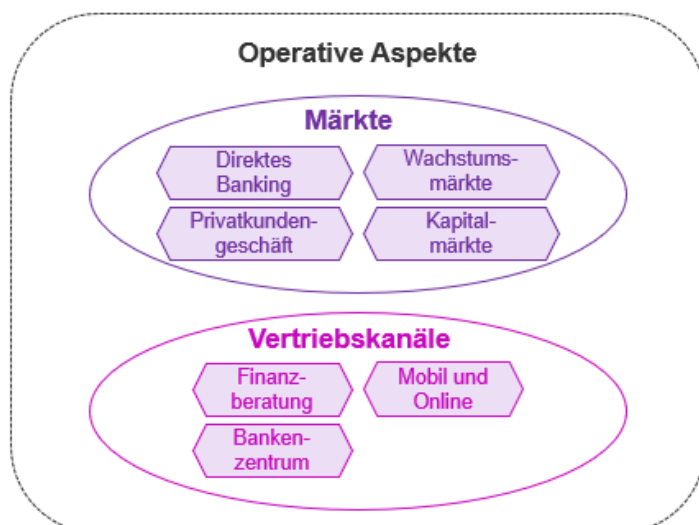 Operative Aspekte
Märkte
Direktes
Banking
Wachstums-
märkte
Privatkunden-
geschäft
Kapital-
märkte
Vertriebskanäle
Finanz-
beratung
Mobil und
Online
Banken-
zentrum